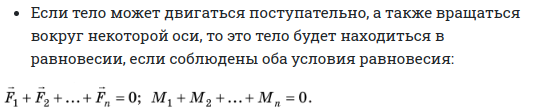 • Если тело может двигаться поступательно, а также вращаться
вокруг некоторой оси, то это тело будет находиться в
равновесии, если соблюдены оба условия равновесия:
F⃗₁ + F⃗₂ + ... + F⃗ₙ = 0; M₁ + M₂ + ... + Mₙ = 0.